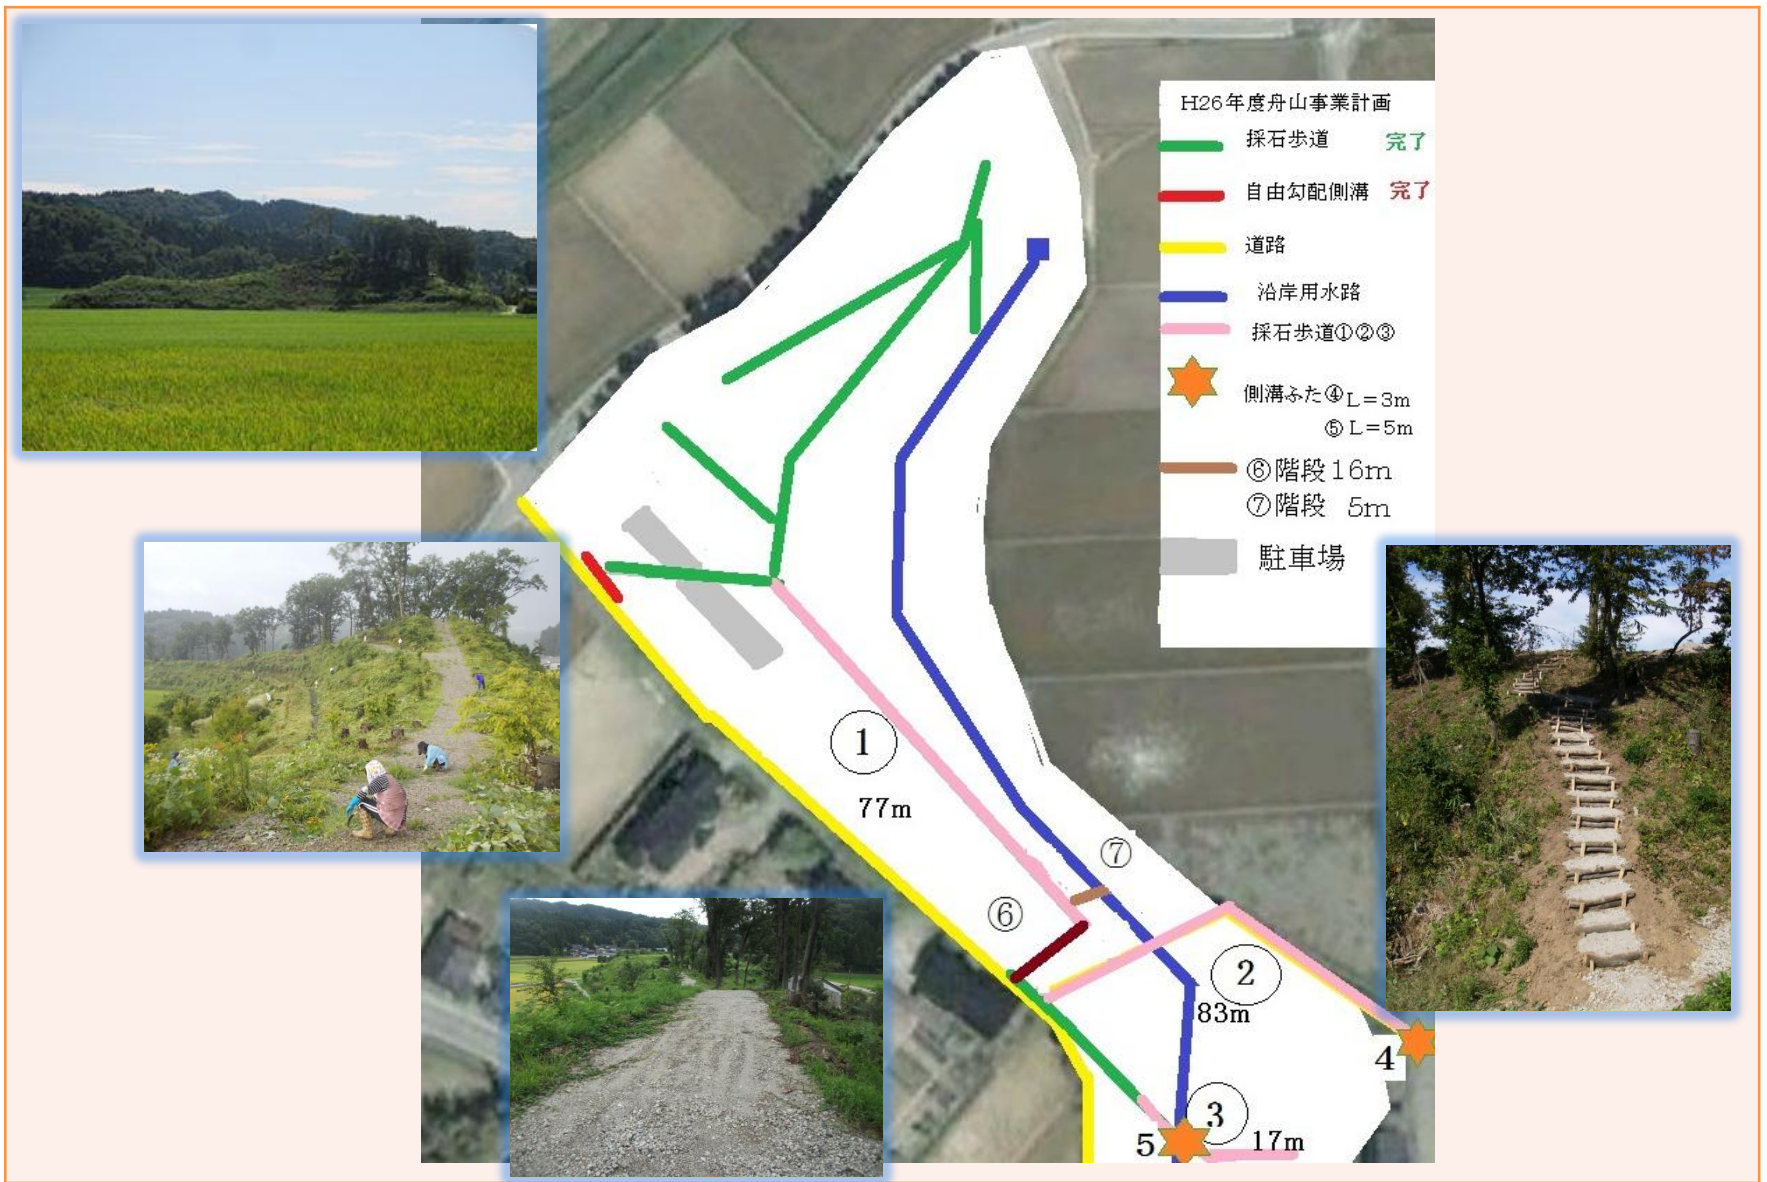 H26年度舟山事業計画
採石歩道 完了
自由勾配側溝 完了
道路
沿岸用水路
採石歩道①②③
側溝ふた④L=3m
⑤L=5m
⑥階段16m
⑦階段 5m
駐車場
①
77m
⑦
⑥
②
83m
4
③
5
17m